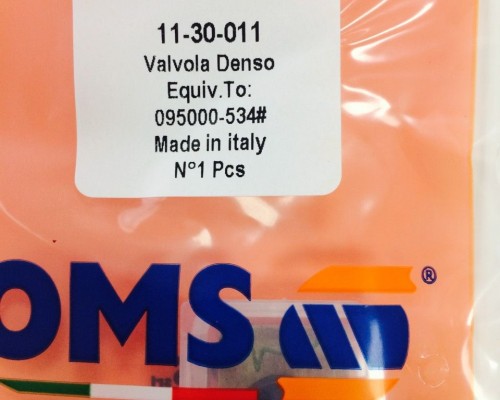 11-30-011
Valvola Denso
Equiv.To:
095000-534#
Made in italy
N°1 Pcs
OMS
®